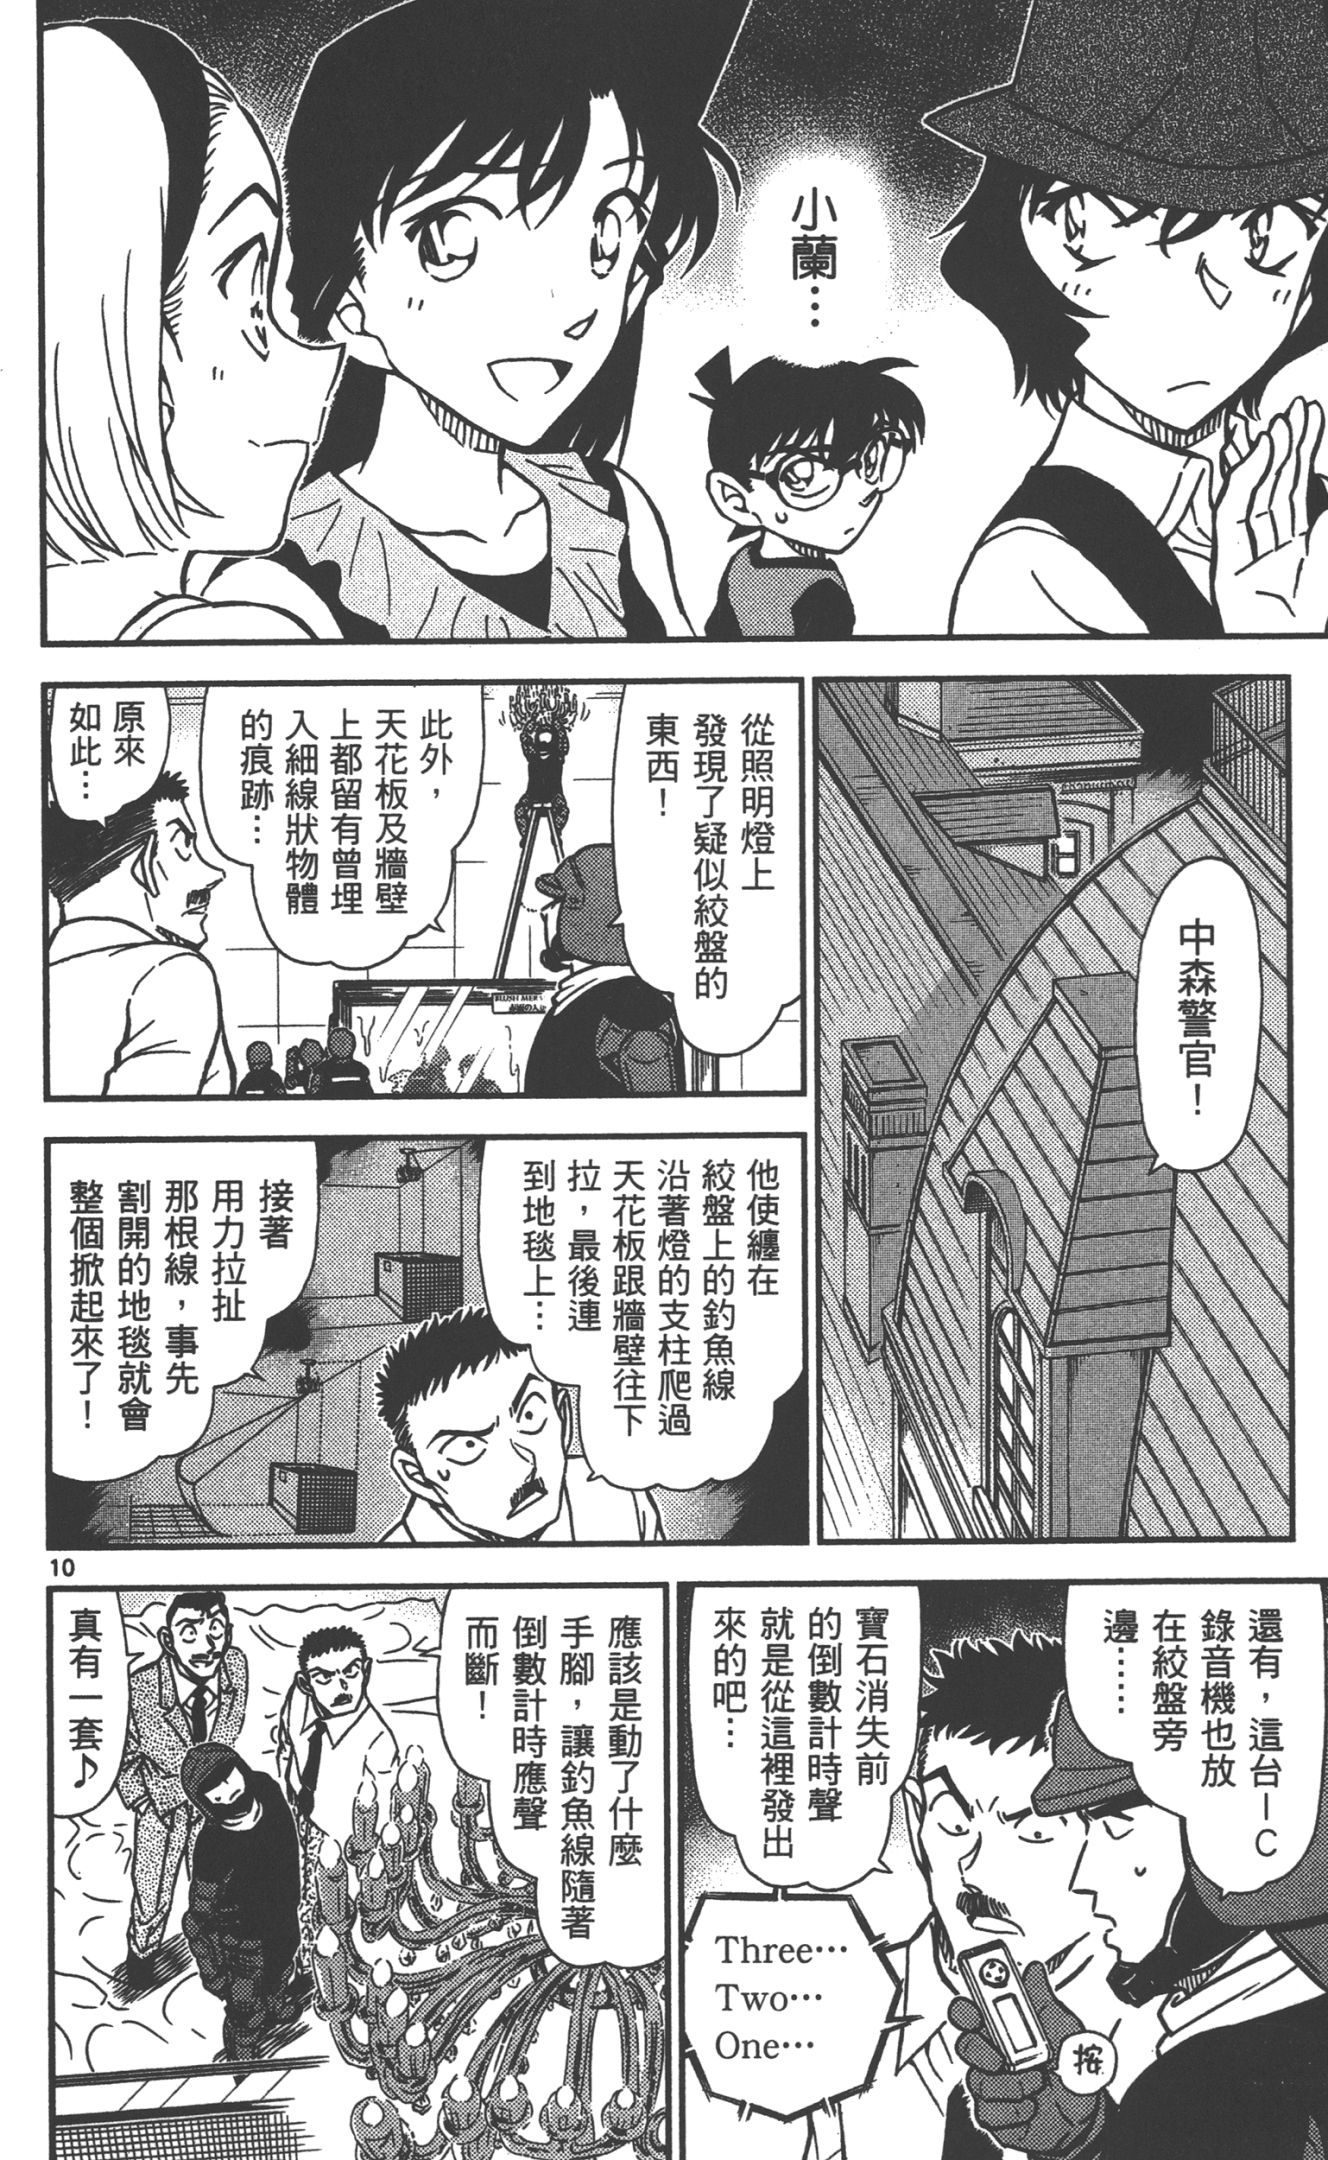 小蘭…
中森警官！
從照明燈上
發現了疑似絞盤的
東西！
此外，
天花板及牆壁
上都留有曾埋
入細線狀物體
的痕跡…
原來
如此…
BLUSH MER
他使纏在
絞盤上的釣魚線
沿著燈的支柱爬過
天花板跟牆壁往下
拉，最後連
到地毯上…
接著
用力拉扯
那根線，事先
割開的地毯就會
整個掀起來了！
10
還有，這台IC
錄音機也放
在絞盤旁
邊……
寶石消失前
的倒數計時聲
就是從這裡發出
來的吧…
Three…
Two…
One…
按
應該是動了什麼
手腳，讓釣魚線隨著
倒數計時應聲
而斷！
真有一套♪